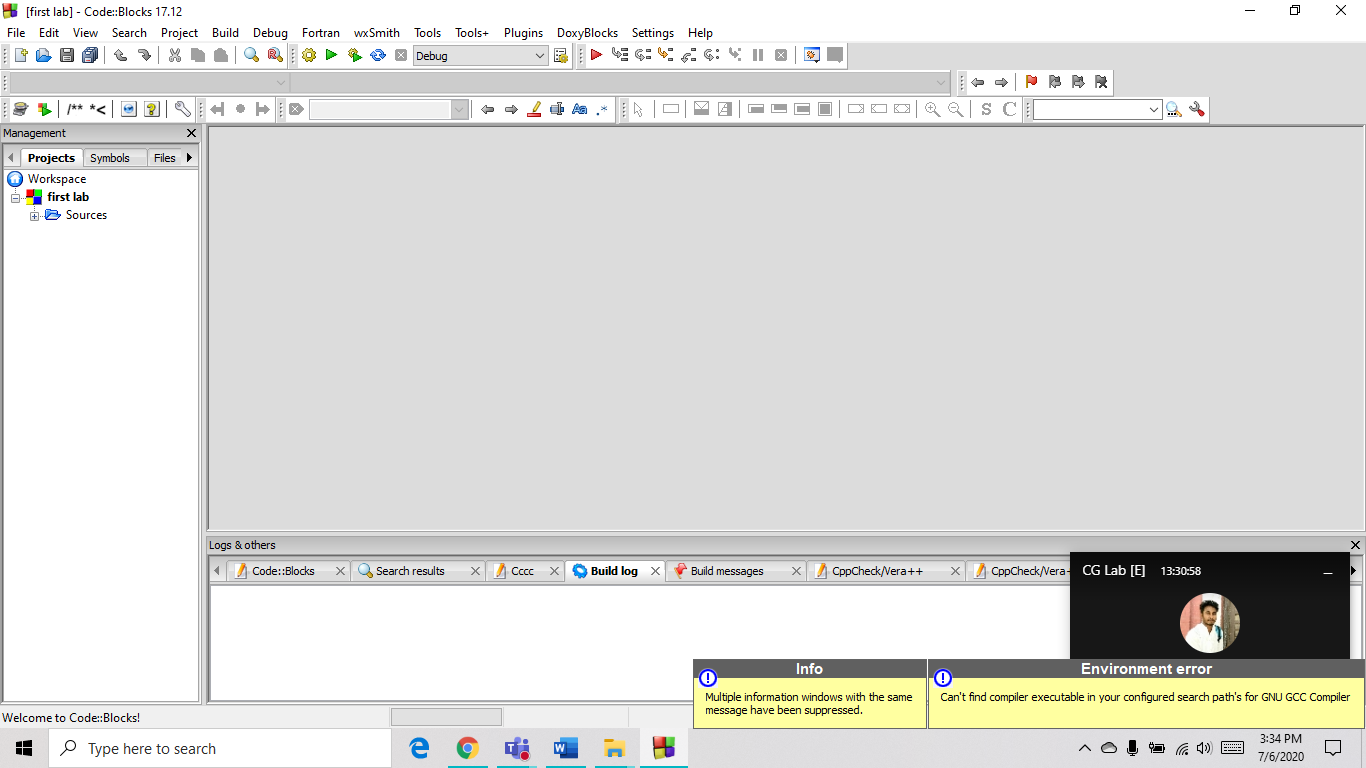 [first lab] - Code::Blocks 17.12
File Edit View Search Project Build Debug Fortran wxSmith Tools Tools+ Plugins DoxyBlocks Settings Help
Debug
/** *<
Aa .*
S C
Management
Projects Symbols Files
Workspace
first lab
Sources
Logs & others
Code::Blocks Search results Cccc Build log Build messages CppCheck/Vera++ CppCheck/Vera+
CG Lab [E] 13:30:58
Info
Multiple information windows with the same
message have been suppressed.
Environment error
Can't find compiler executable in your configured search path's for GNU GCC Compiler
Welcome to Code::Blocks!
Type here to search
3:34 PM
7/6/2020